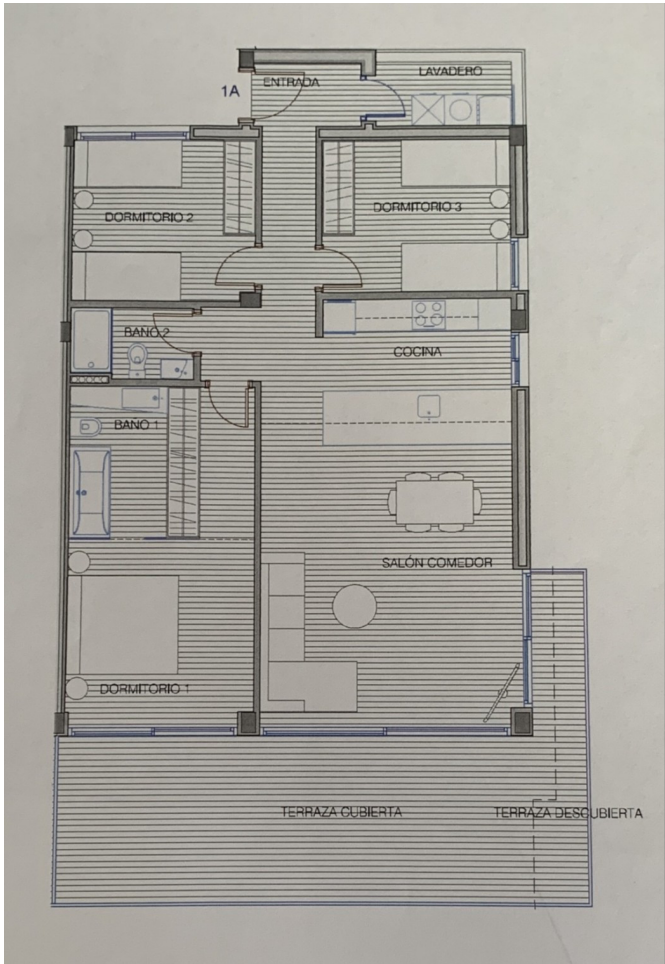 LAVADERO
ENTRADA
1A
DORMITORIO 2
DORMITORIO 3
BAÑO 2
COCINA
BAÑO 1
SALÓN COMEDOR
DORMITORIO 1
TERRAZA CUBIERTA
TERRAZA DESCUBIERTA